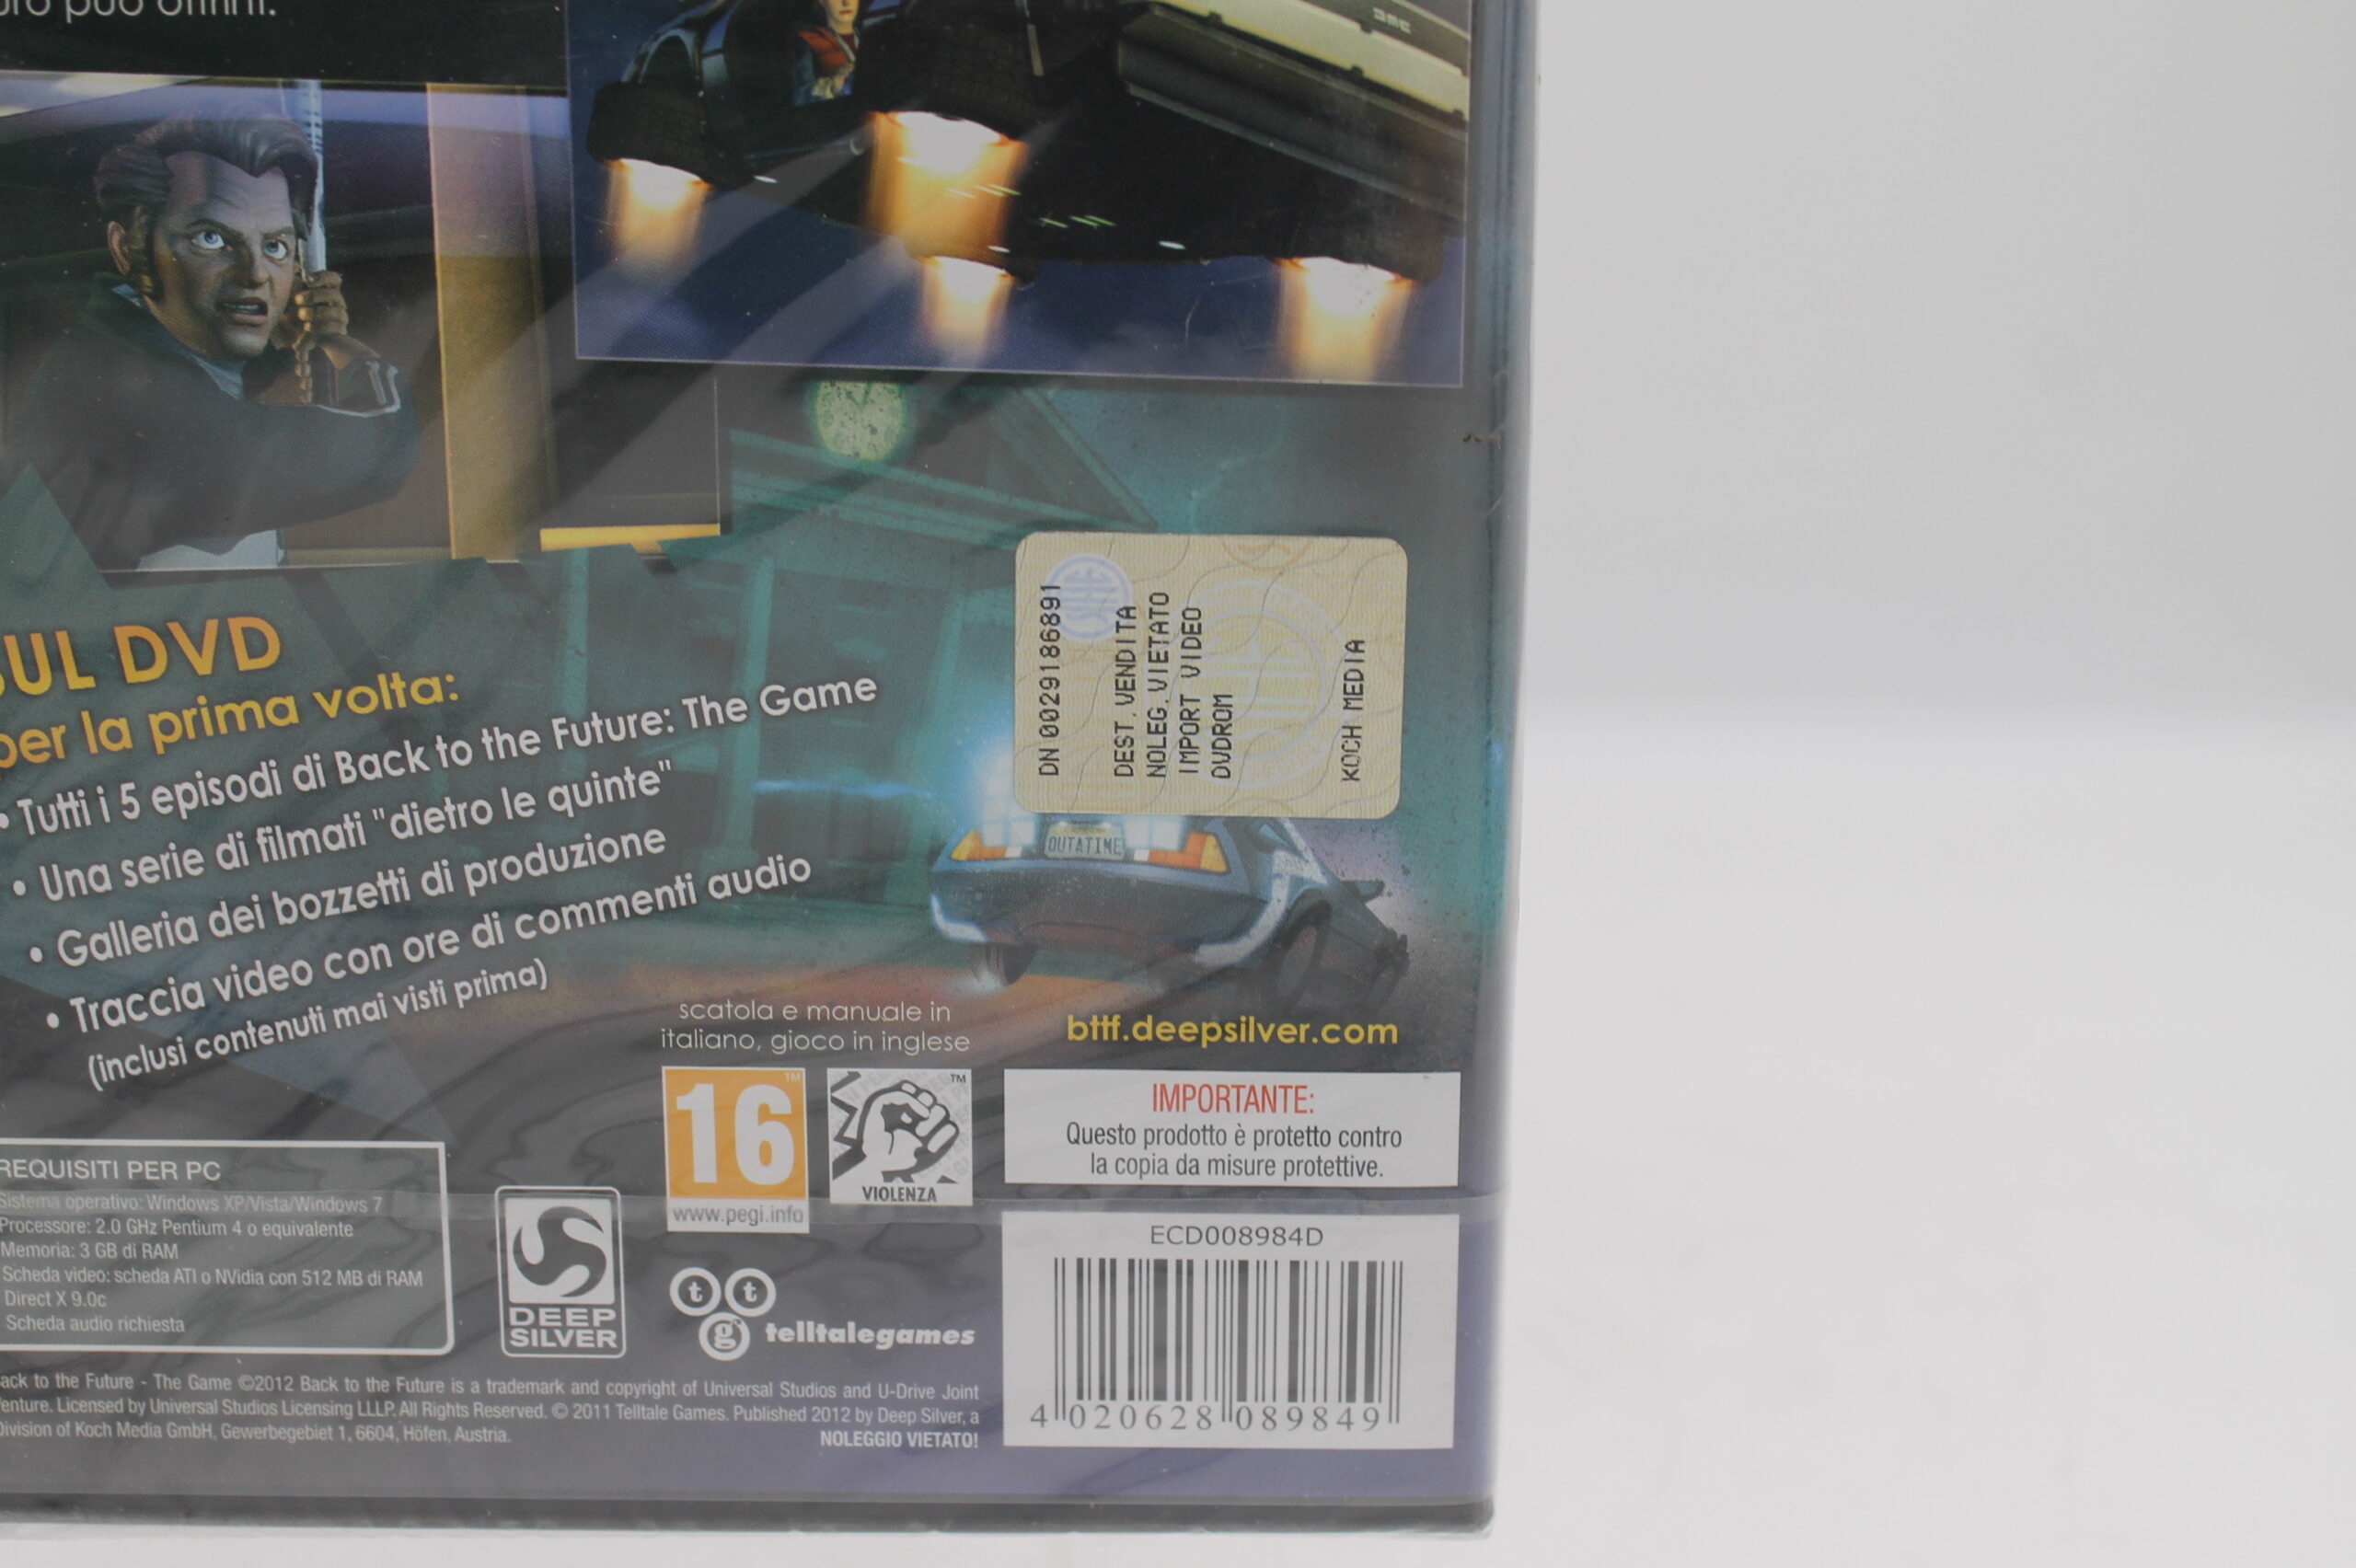 può offrirti.
SUL DVD
per la prima volta:
• Tutti i 5 episodi di Back to the Future: The Game
• Una serie di filmati "dietro le quinte"
• Galleria dei bozzetti di produzione
• Traccia video con ore di commenti audio
(inclusi contenuti mai visti prima)
DN 00291868 91
DEST. VENDITA
NOLEG. VIETATO
IMPORT VIDEO
DVDROM
KOCH MEDIA
OUTATIME
scatola e manuale in
italiano, gioco in inglese
bttf.deepsilver.com
16
www.pegi.info
VIOLENZA
IMPORTANTE:
Questo prodotto è protetto contro
la copia da misure protettive.
REQUISITI PER PC
Sistema operativo: Windows XP/Vista/Windows 7
Processore: 2.0 GHz Pentium 4 o equivalente
Memoria: 3 GB di RAM
Scheda video: scheda ATI o NVidia con 512 MB di RAM
Direct X 9.0c
Scheda audio richiesta
DEEP
SILVER
ttg telltalegames
ECD008984D
4 020628 089849
ack to the Future - The Game ©2012 Back to the Future is a trademark and copyright of Universal Studios and U-Drive Joint
enture. Licensed by Universal Studios Licensing LLLP. All Rights Reserved. © 2011 Telltale Games. Published 2012 by Deep Silver, a
Division of Koch Media GmbH, Gewerbegebiet 1, 6604, Höfen, Austria.
NOLEGGIO VIETATO!